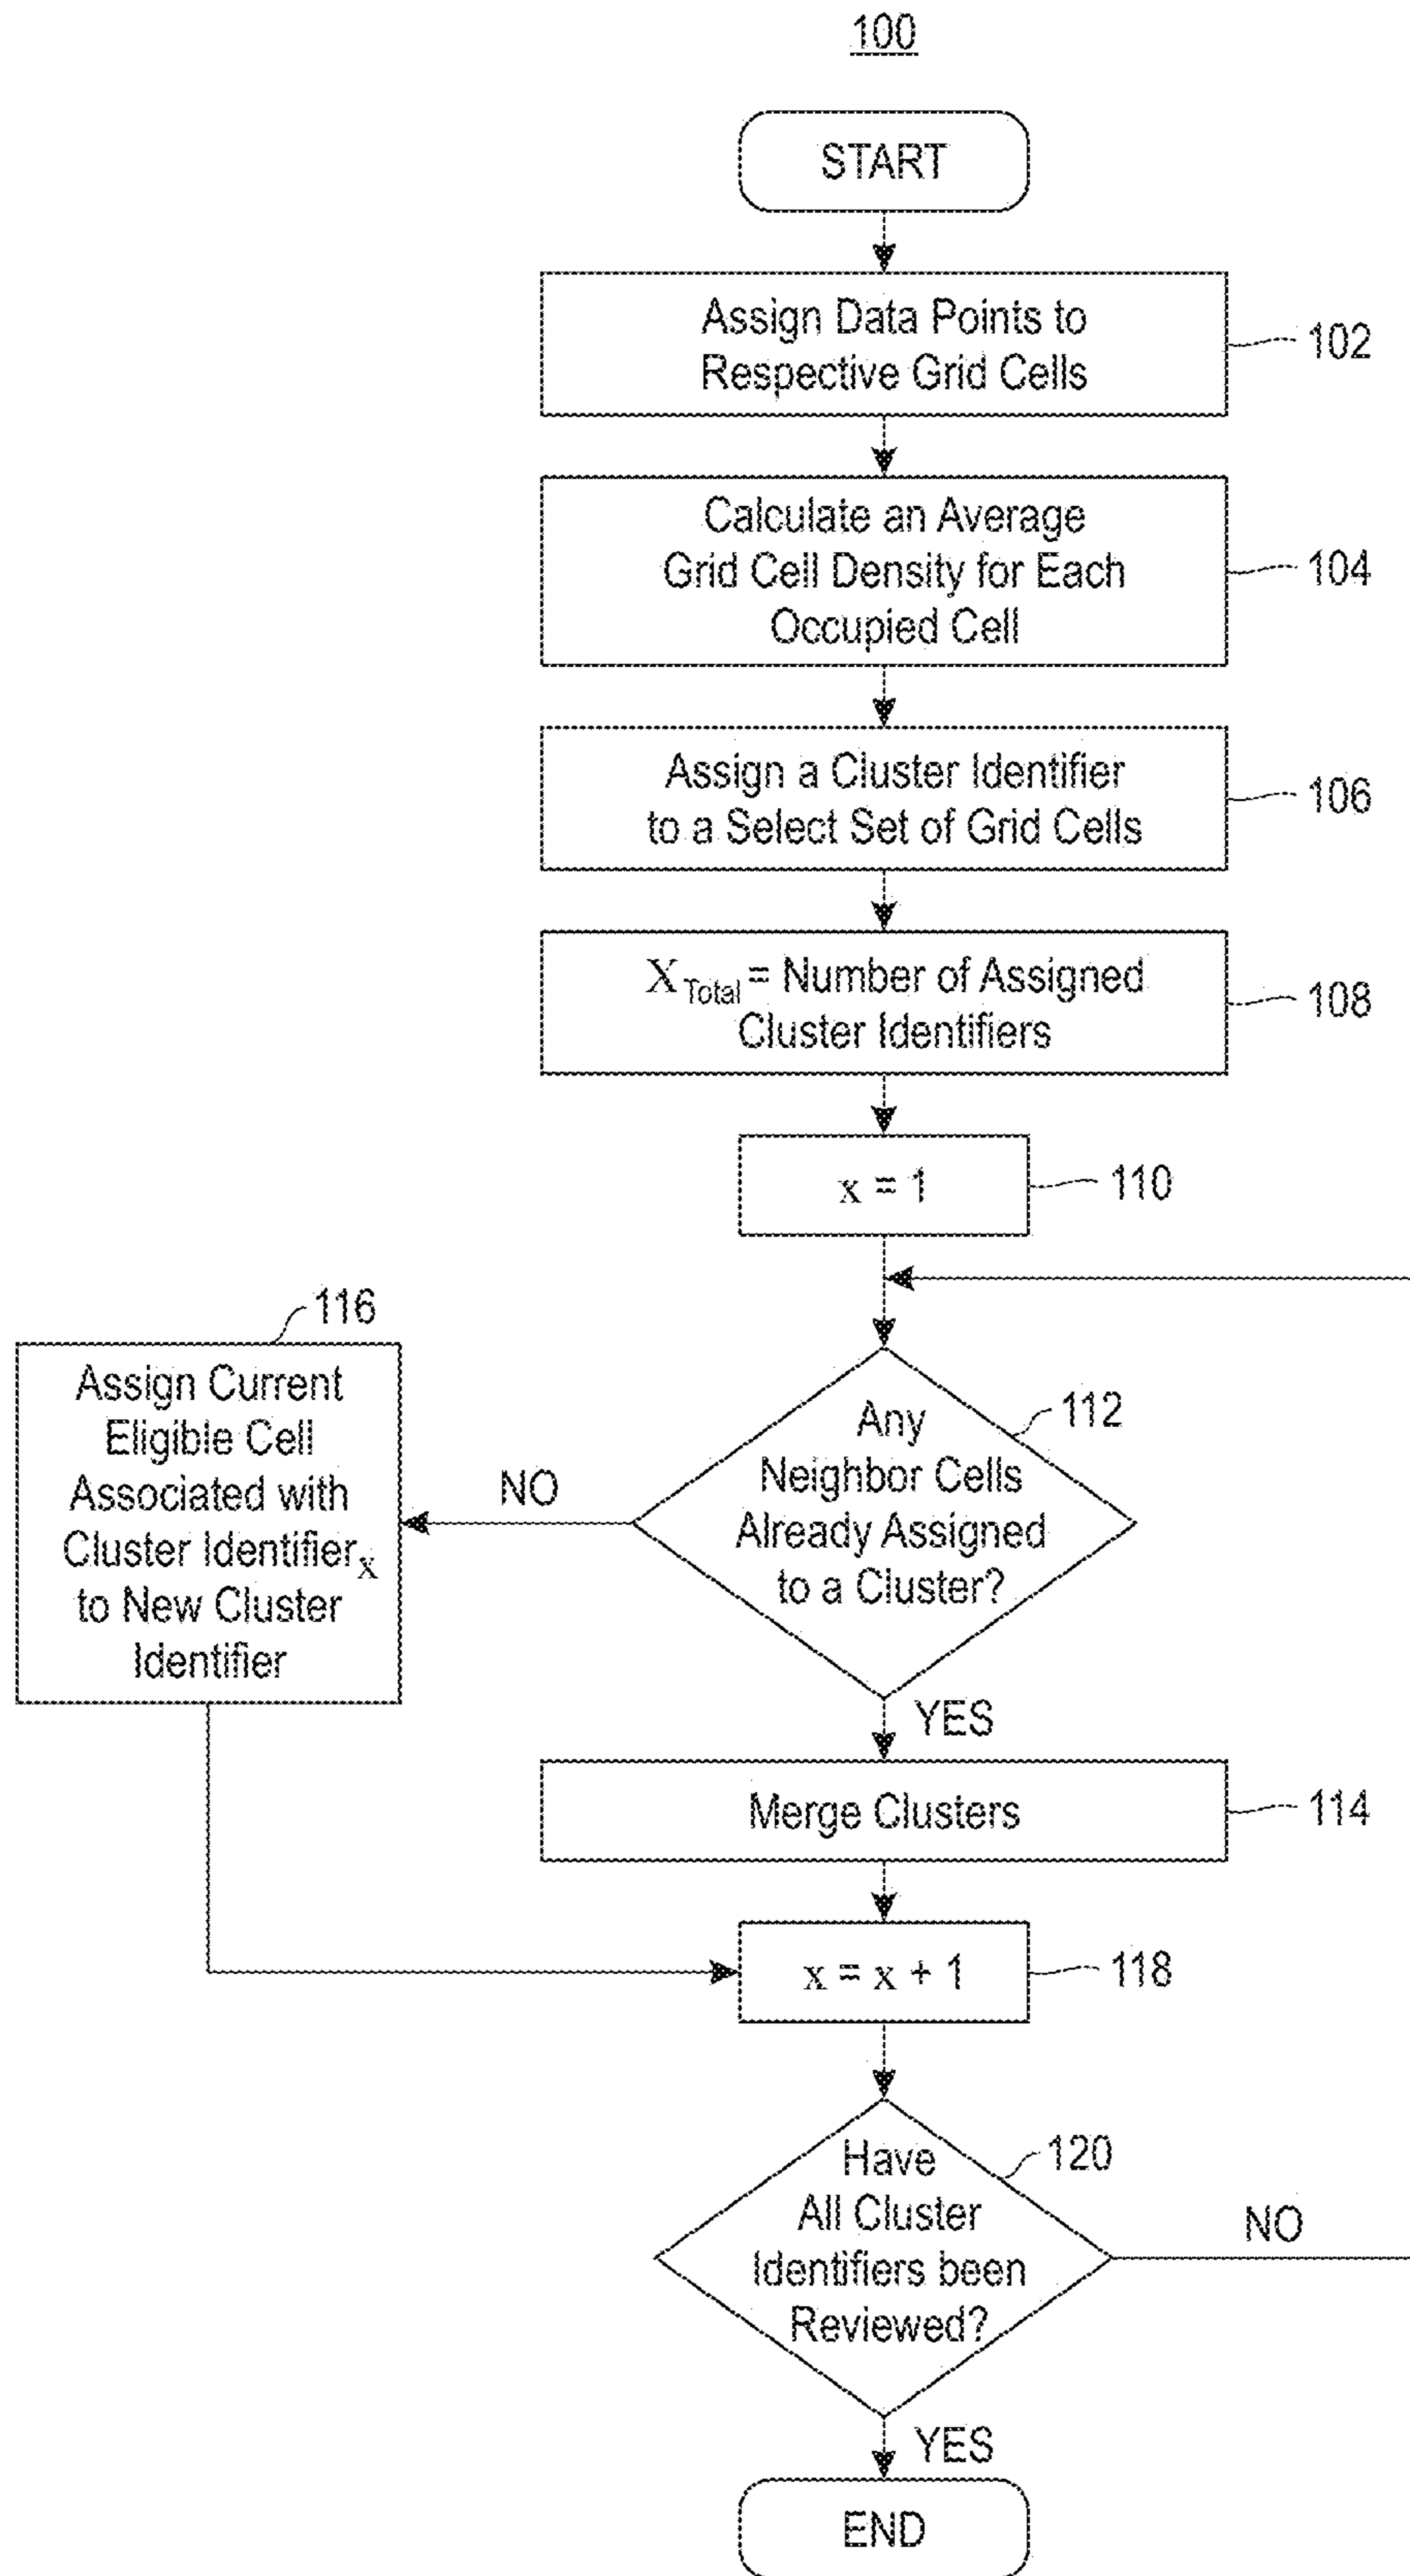 100
START
Assign Data Points to
Respective Grid Cells
102
Calculate an Average
Grid Cell Density for Each
Occupied Cell
104
Assign a Cluster Identifier
to a Select Set of Grid Cells
106
X Total = Number of Assigned
Cluster Identifiers
108
x = 1
110
116
Assign Current
Eligible Cell
Associated with
Cluster Identifier x
to New Cluster
Identifier
NO
Any
Neighbor Cells
Already Assigned
to a Cluster?
112
YES
Merge Clusters
114
x = x + 1
118
Have
All Cluster
Identifiers been
Reviewed?
120
NO
YES
END